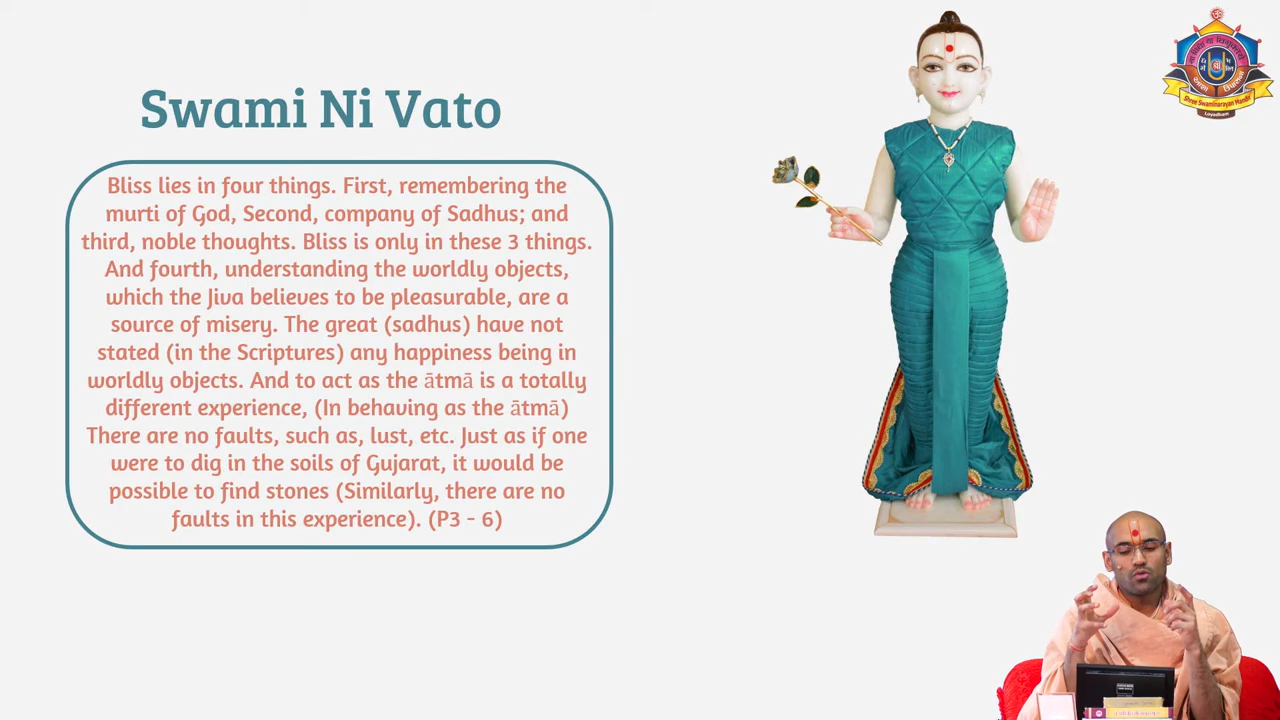 Swami Ni Vato
Bliss lies in four things. First, remembering the
murti of God, Second, company of Sadhus; and
third, noble thoughts. Bliss is only in these 3 things.
And fourth, understanding the worldly objects,
which the Jiva believes to be pleasurable, are a
source of misery. The great (sadhus) have not
stated (in the Scriptures) any happiness being in
worldly objects. And to act as the ātmā is a totally
different experience, (In behaving as the ātmā)
There are no faults, such as, lust, etc. Just as if one
were to dig in the soils of Gujarat, it would be
possible to find stones (Similarly, there are no
faults in this experience). (P3 - 6)
Shree Swaminarayan Mandir
Loyadham